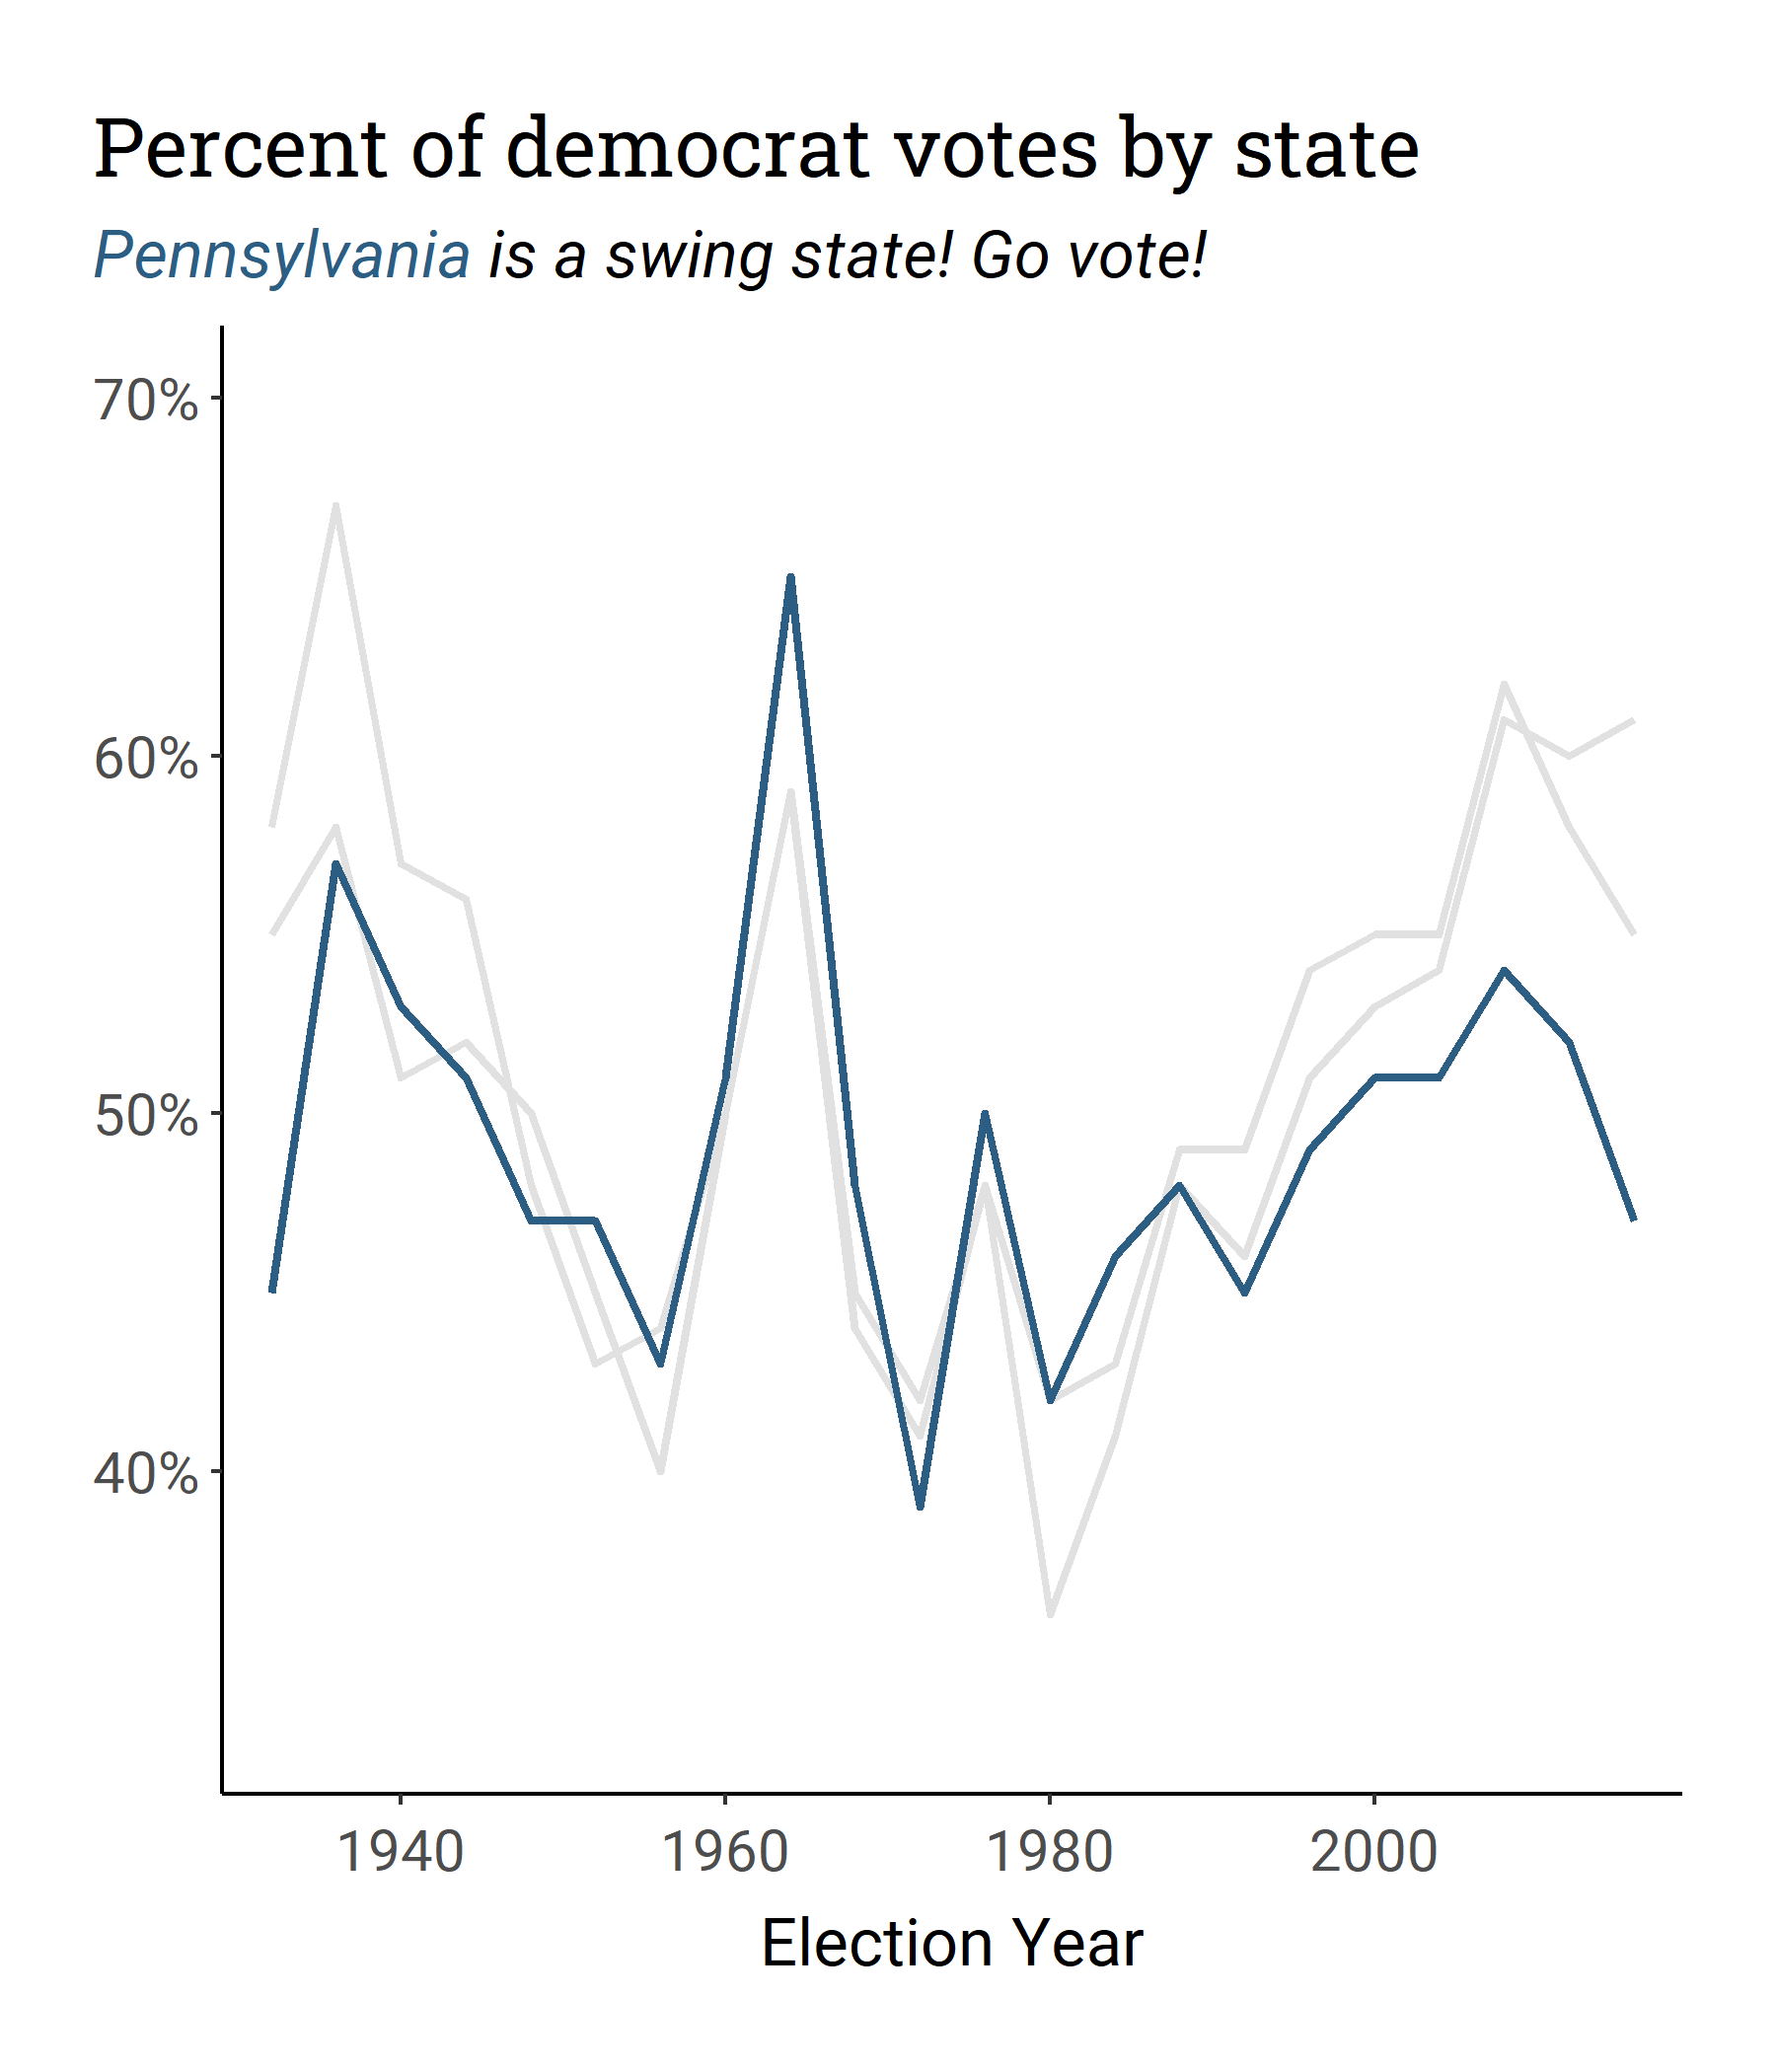 Percent of democrat votes by state
Pennsylvania is a swing state! Go vote!
70%
60%
50%
40%
1940 1960 1980 2000
Election Year